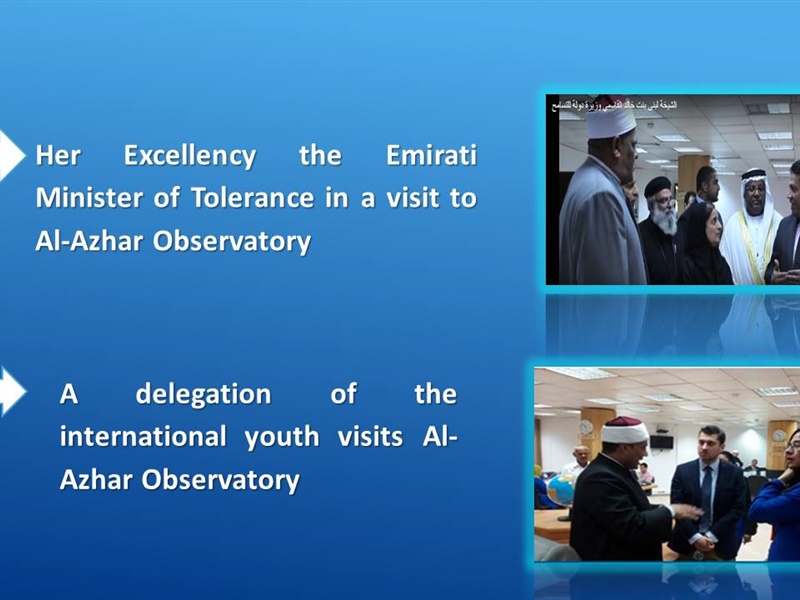 الشيخة لبنى بنت خالد القاسمي وزيرة دولة للتسامح
Her Excellency the Emirati
Minister of Tolerance in a visit to
Al-Azhar Observatory
A delegation of the
international youth visits Al-
Azhar Observatory